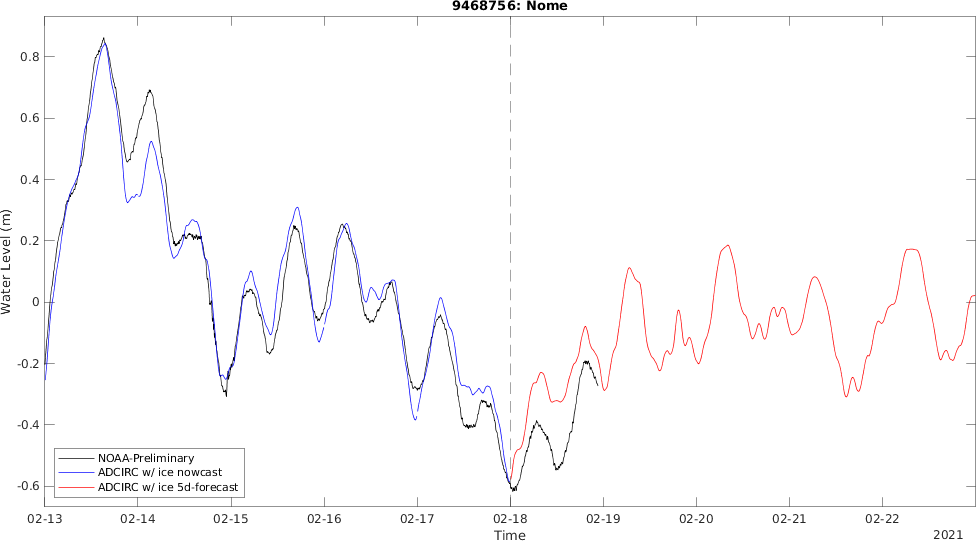 9468756: Nome
Water Level (m)
0.8
0.6
0.4
0.2
0
-0.2
-0.4
-0.6
NOAA-Preliminary
ADCIRC w/ ice nowcast
ADCIRC w/ ice 5d-forecast
02-13 02-14 02-15 02-16 02-17 02-18 02-19 02-20 02-21 02-22
Time
2021